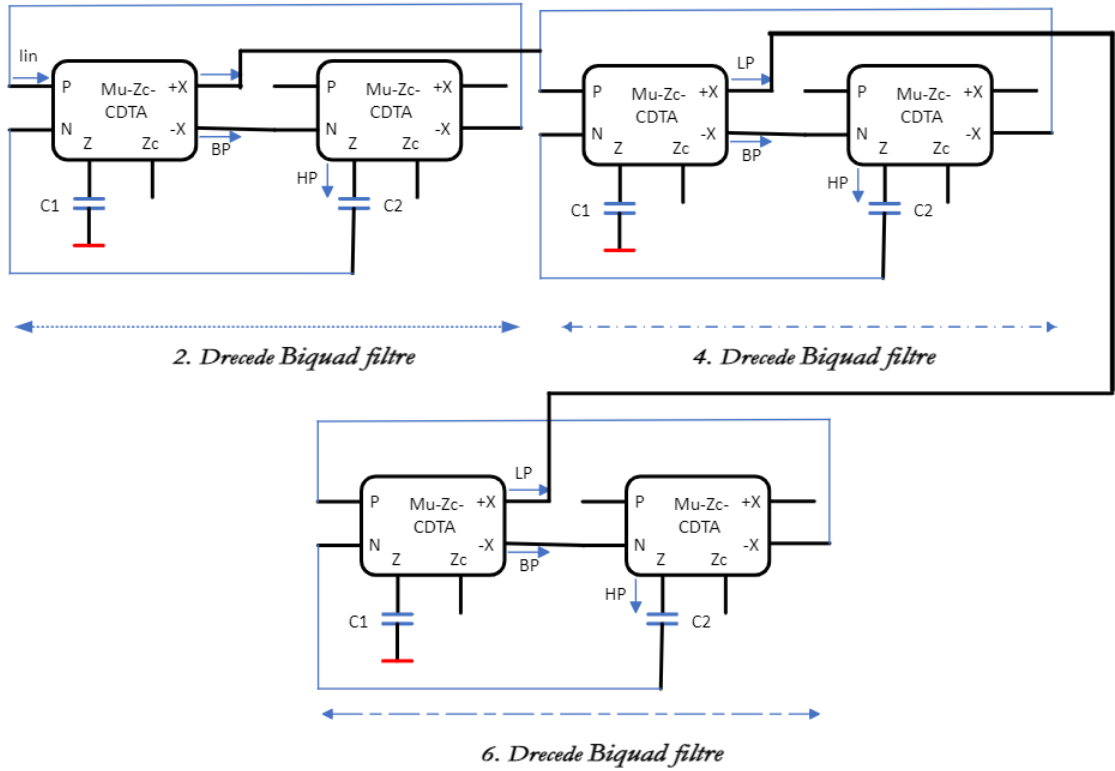 Iin
P
Mu-Zc-
CDTA
+X
N
-X
Z
Zc
BP
C1
P
Mu-Zc-
CDTA
+X
N
-X
Z
Zc
HP
C2
2. Drecede Biquad filtre
P
Mu-Zc-
CDTA
+X
LP
N
-X
Z
Zc
BP
C1
P
Mu-Zc-
CDTA
+X
N
-X
Z
Zc
HP
C2
4. Drecede Biquad filtre
P
Mu-Zc-
CDTA
+X
LP
N
-X
Z
Zc
BP
C1
P
Mu-Zc-
CDTA
+X
N
-X
Z
Zc
HP
C2
6. Drecede Biquad filtre